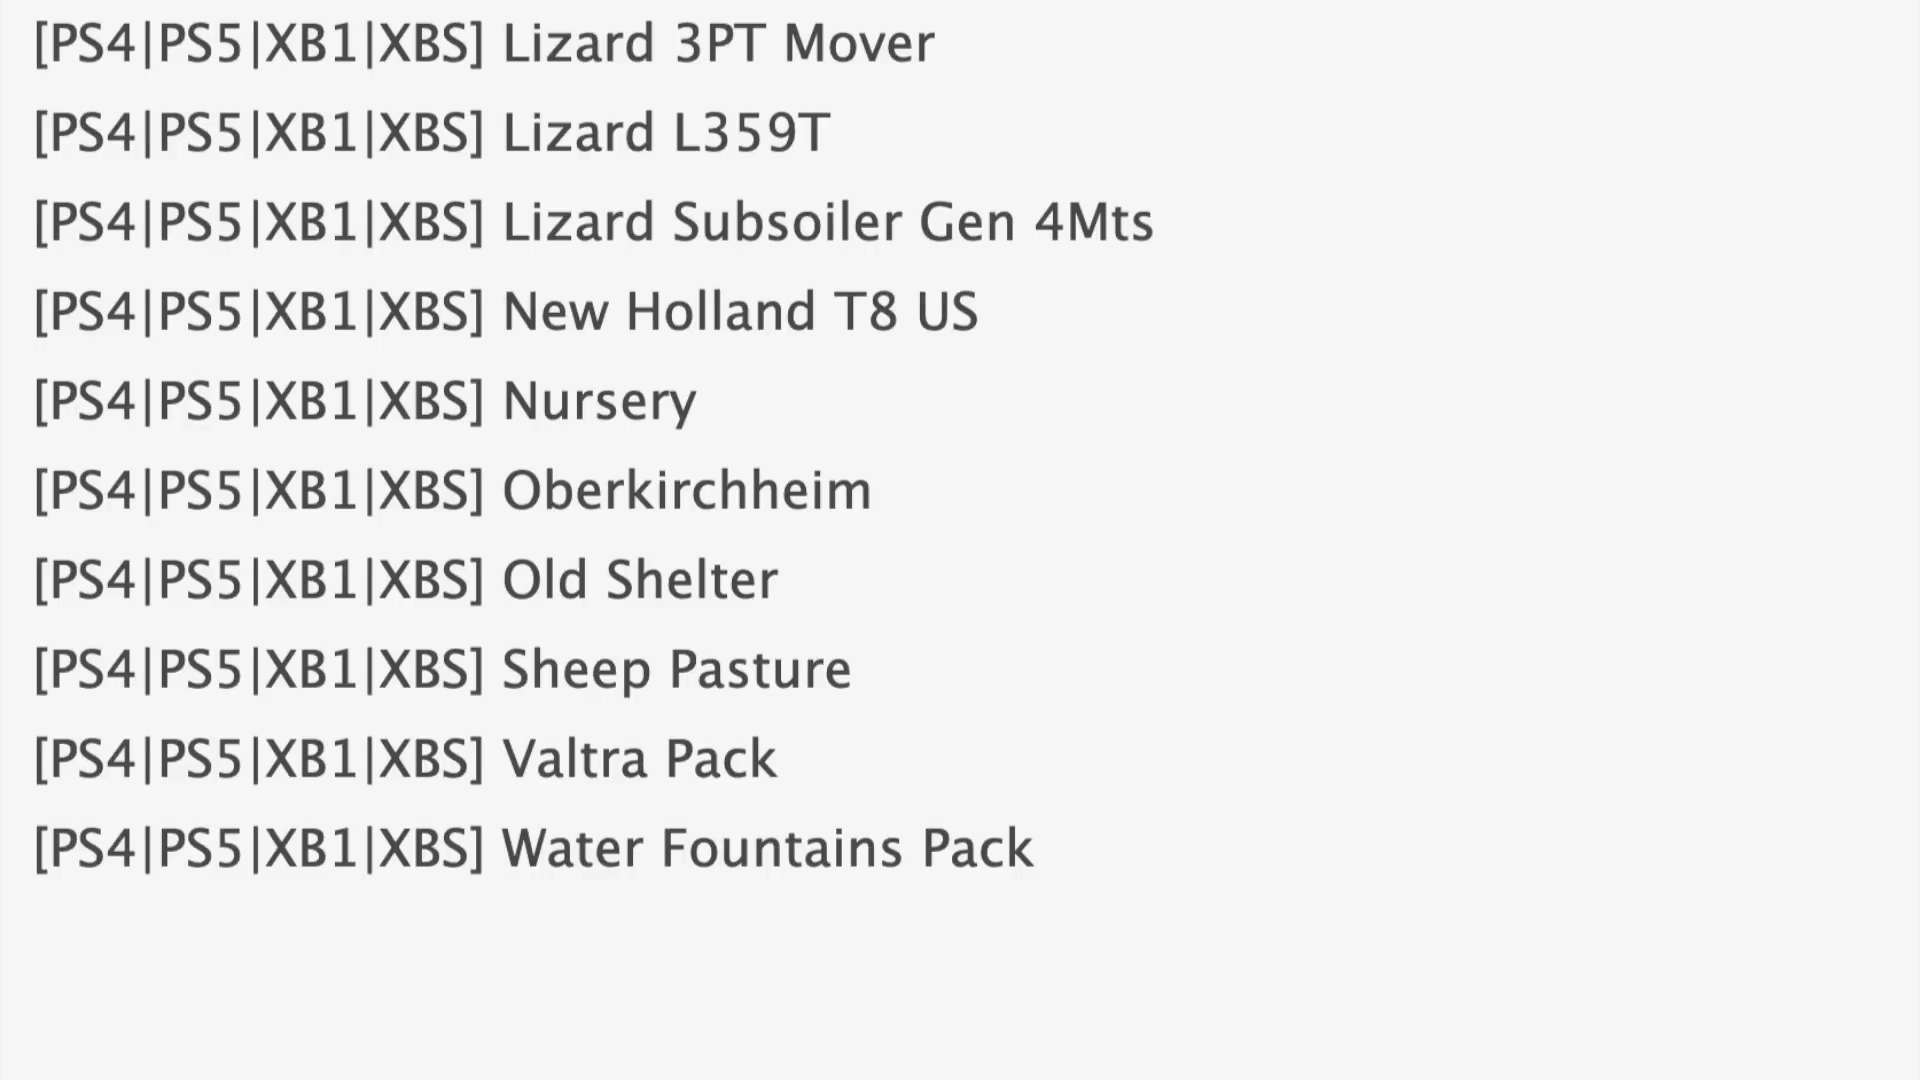 [PS4|PS5|XB1|XBS] Lizard 3PT Mover
[PS4|PS5|XB1|XBS] Lizard L359T
[PS4|PS5|XB1|XBS] Lizard Subsoiler Gen 4Mts
[PS4|PS5|XB1|XBS] New Holland T8 US
[PS4|PS5|XB1|XBS] Nursery
[PS4|PS5|XB1|XBS] Oberkirchheim
[PS4|PS5|XB1|XBS] Old Shelter
[PS4|PS5|XB1|XBS] Sheep Pasture
[PS4|PS5|XB1|XBS] Valtra Pack
[PS4|PS5|XB1|XBS] Water Fountains Pack